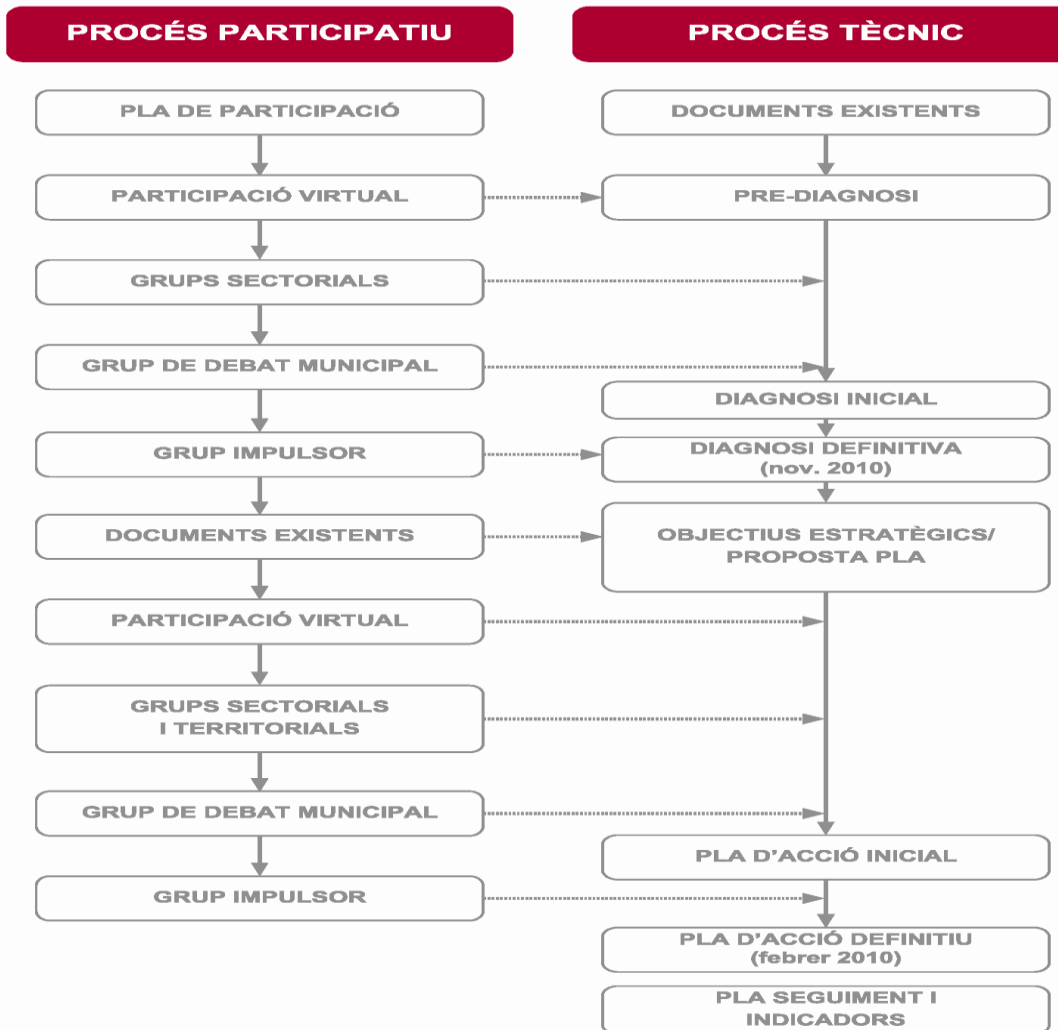 PROCÉS PARTICIPATIU
PLA DE PARTICIPACIÓ
PARTICIPACIÓ VIRTUAL
GRUPS SECTORIALS
GRUP DE DEBAT MUNICIPAL
GRUP IMPULSOR
DOCUMENTS EXISTENTS
PARTICIPACIÓ VIRTUAL
GRUPS SECTORIALS
I TERRITORIALS
GRUP DE DEBAT MUNICIPAL
GRUP IMPULSOR
PROCÉS TÈCNIC
DOCUMENTS EXISTENTS
PRE-DIAGNOSI
DIAGNOSI INICIAL
DIAGNOSI DEFINITIVA
(nov. 2010)
OBJECTIUS ESTRATÈGICS/
PROPOSTA PLA
PLA D'ACCIÓ INICIAL
PLA D'ACCIÓ DEFINITIU
(febrer 2010)
PLA SEGUIMENT I
INDICADORS